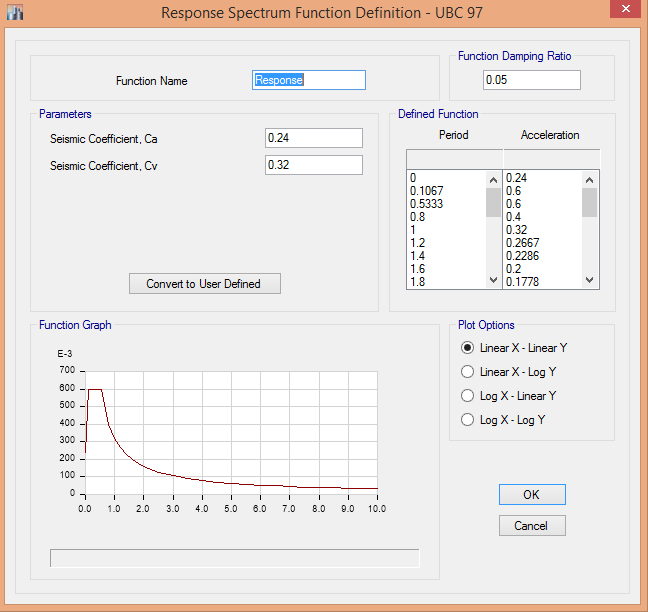 Response Spectrum Function Definition - UBC 97
Function Name
Response
Function Damping Ratio
0.05
Parameters
Seismic Coefficient, Ca
0.24
Seismic Coefficient, Cv
0.32
Convert to User Defined
Defined Function
Period Acceleration
0 0.24
0.1067 0.6
0.5333 0.6
0.8 0.4
1 0.32
1.2 0.2667
1.4 0.2286
1.6 0.2
1.8 0.1778
Function Graph
E-3
700
600
500
400
300
200
100
0
0.0 1.0 2.0 3.0 4.0 5.0 6.0 7.0 8.0 9.0 10.0
Plot Options
Linear X - Linear Y
Linear X - Log Y
Log X - Linear Y
Log X - Log Y
OK
Cancel